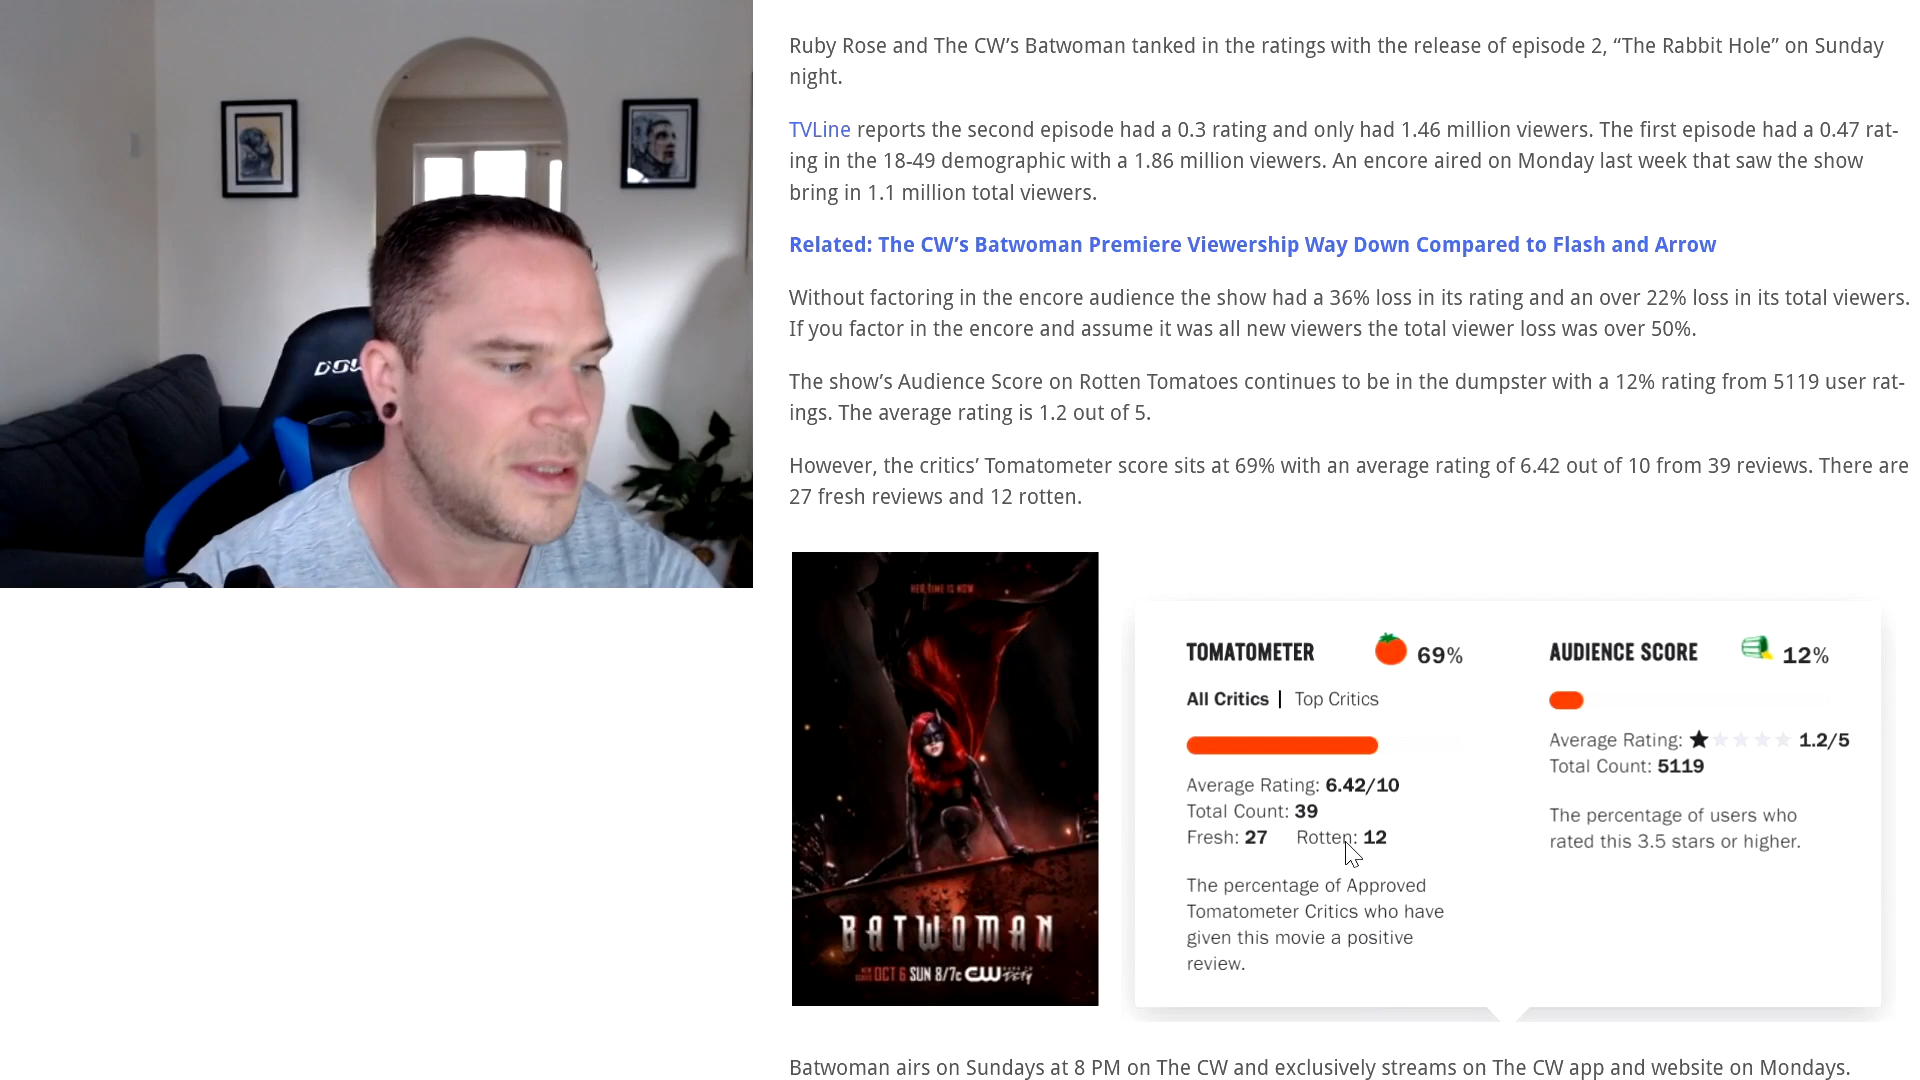 Ruby Rose and The CW’s Batwoman tanked in the ratings with the release of episode 2, “The Rabbit Hole” on Sunday
night.
TVLine reports the second episode had a 0.3 rating and only had 1.46 million viewers. The first episode had a 0.47 rat-
ing in the 18-49 demographic with a 1.86 million viewers. An encore aired on Monday last week that saw the show
bring in 1.1 million total viewers.
Related: The CW’s Batwoman Premiere Viewership Way Down Compared to Flash and Arrow
Without factoring in the encore audience the show had a 36% loss in its rating and an over 22% loss in its total viewers.
If you factor in the encore and assume it was all new viewers the total viewer loss was over 50%.
The show’s Audience Score on Rotten Tomatoes continues to be in the dumpster with a 12% rating from 5119 user rat-
ings. The average rating is 1.2 out of 5.
However, the critics’ Tomatometer score sits at 69% with an average rating of 6.42 out of 10 from 39 reviews. There are
27 fresh reviews and 12 rotten.
HER TIME IS NOW
BATWOMAN
NEW SERIES OCT 6 SUN 8/7c CW DARE TO DEFY
TOMATOMETER 69%
All Critics | Top Critics
Average Rating: 6.42/10
Total Count: 39
Fresh: 27 Rotten: 12
The percentage of Approved
Tomatometer Critics who have
given this movie a positive
review.
AUDIENCE SCORE 12%
Average Rating: 1.2/5
Total Count: 5119
The percentage of users who
rated this 3.5 stars or higher.
Batwoman airs on Sundays at 8 PM on The CW and exclusively streams on The CW app and website on Mondays.